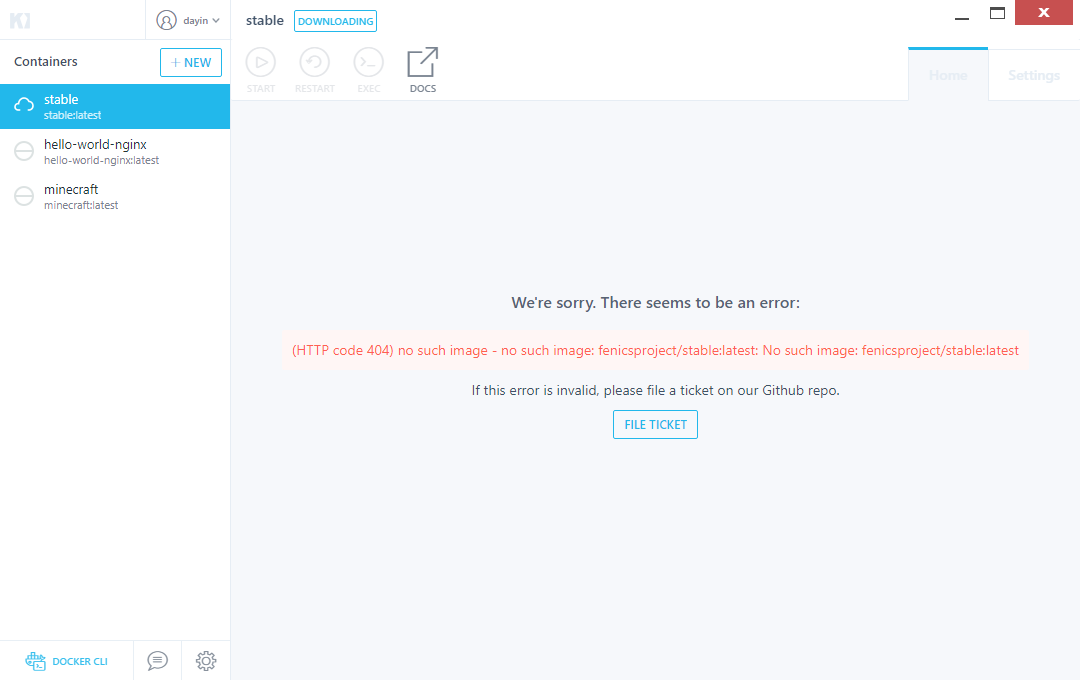 dayin
stable
DOWNLOADING
Containers
+ NEW
START
RESTART
EXEC
DOCS
Home
Settings
stable
stable:latest
hello-world-nginx
hello-world-nginx:latest
minecraft
minecraft:latest
We're sorry. There seems to be an error:
(HTTP code 404) no such image - no such image: fenicsproject/stable:latest: No such image: fenicsproject/stable:latest
If this error is invalid, please file a ticket on our Github repo.
FILE TICKET
DOCKER CLI